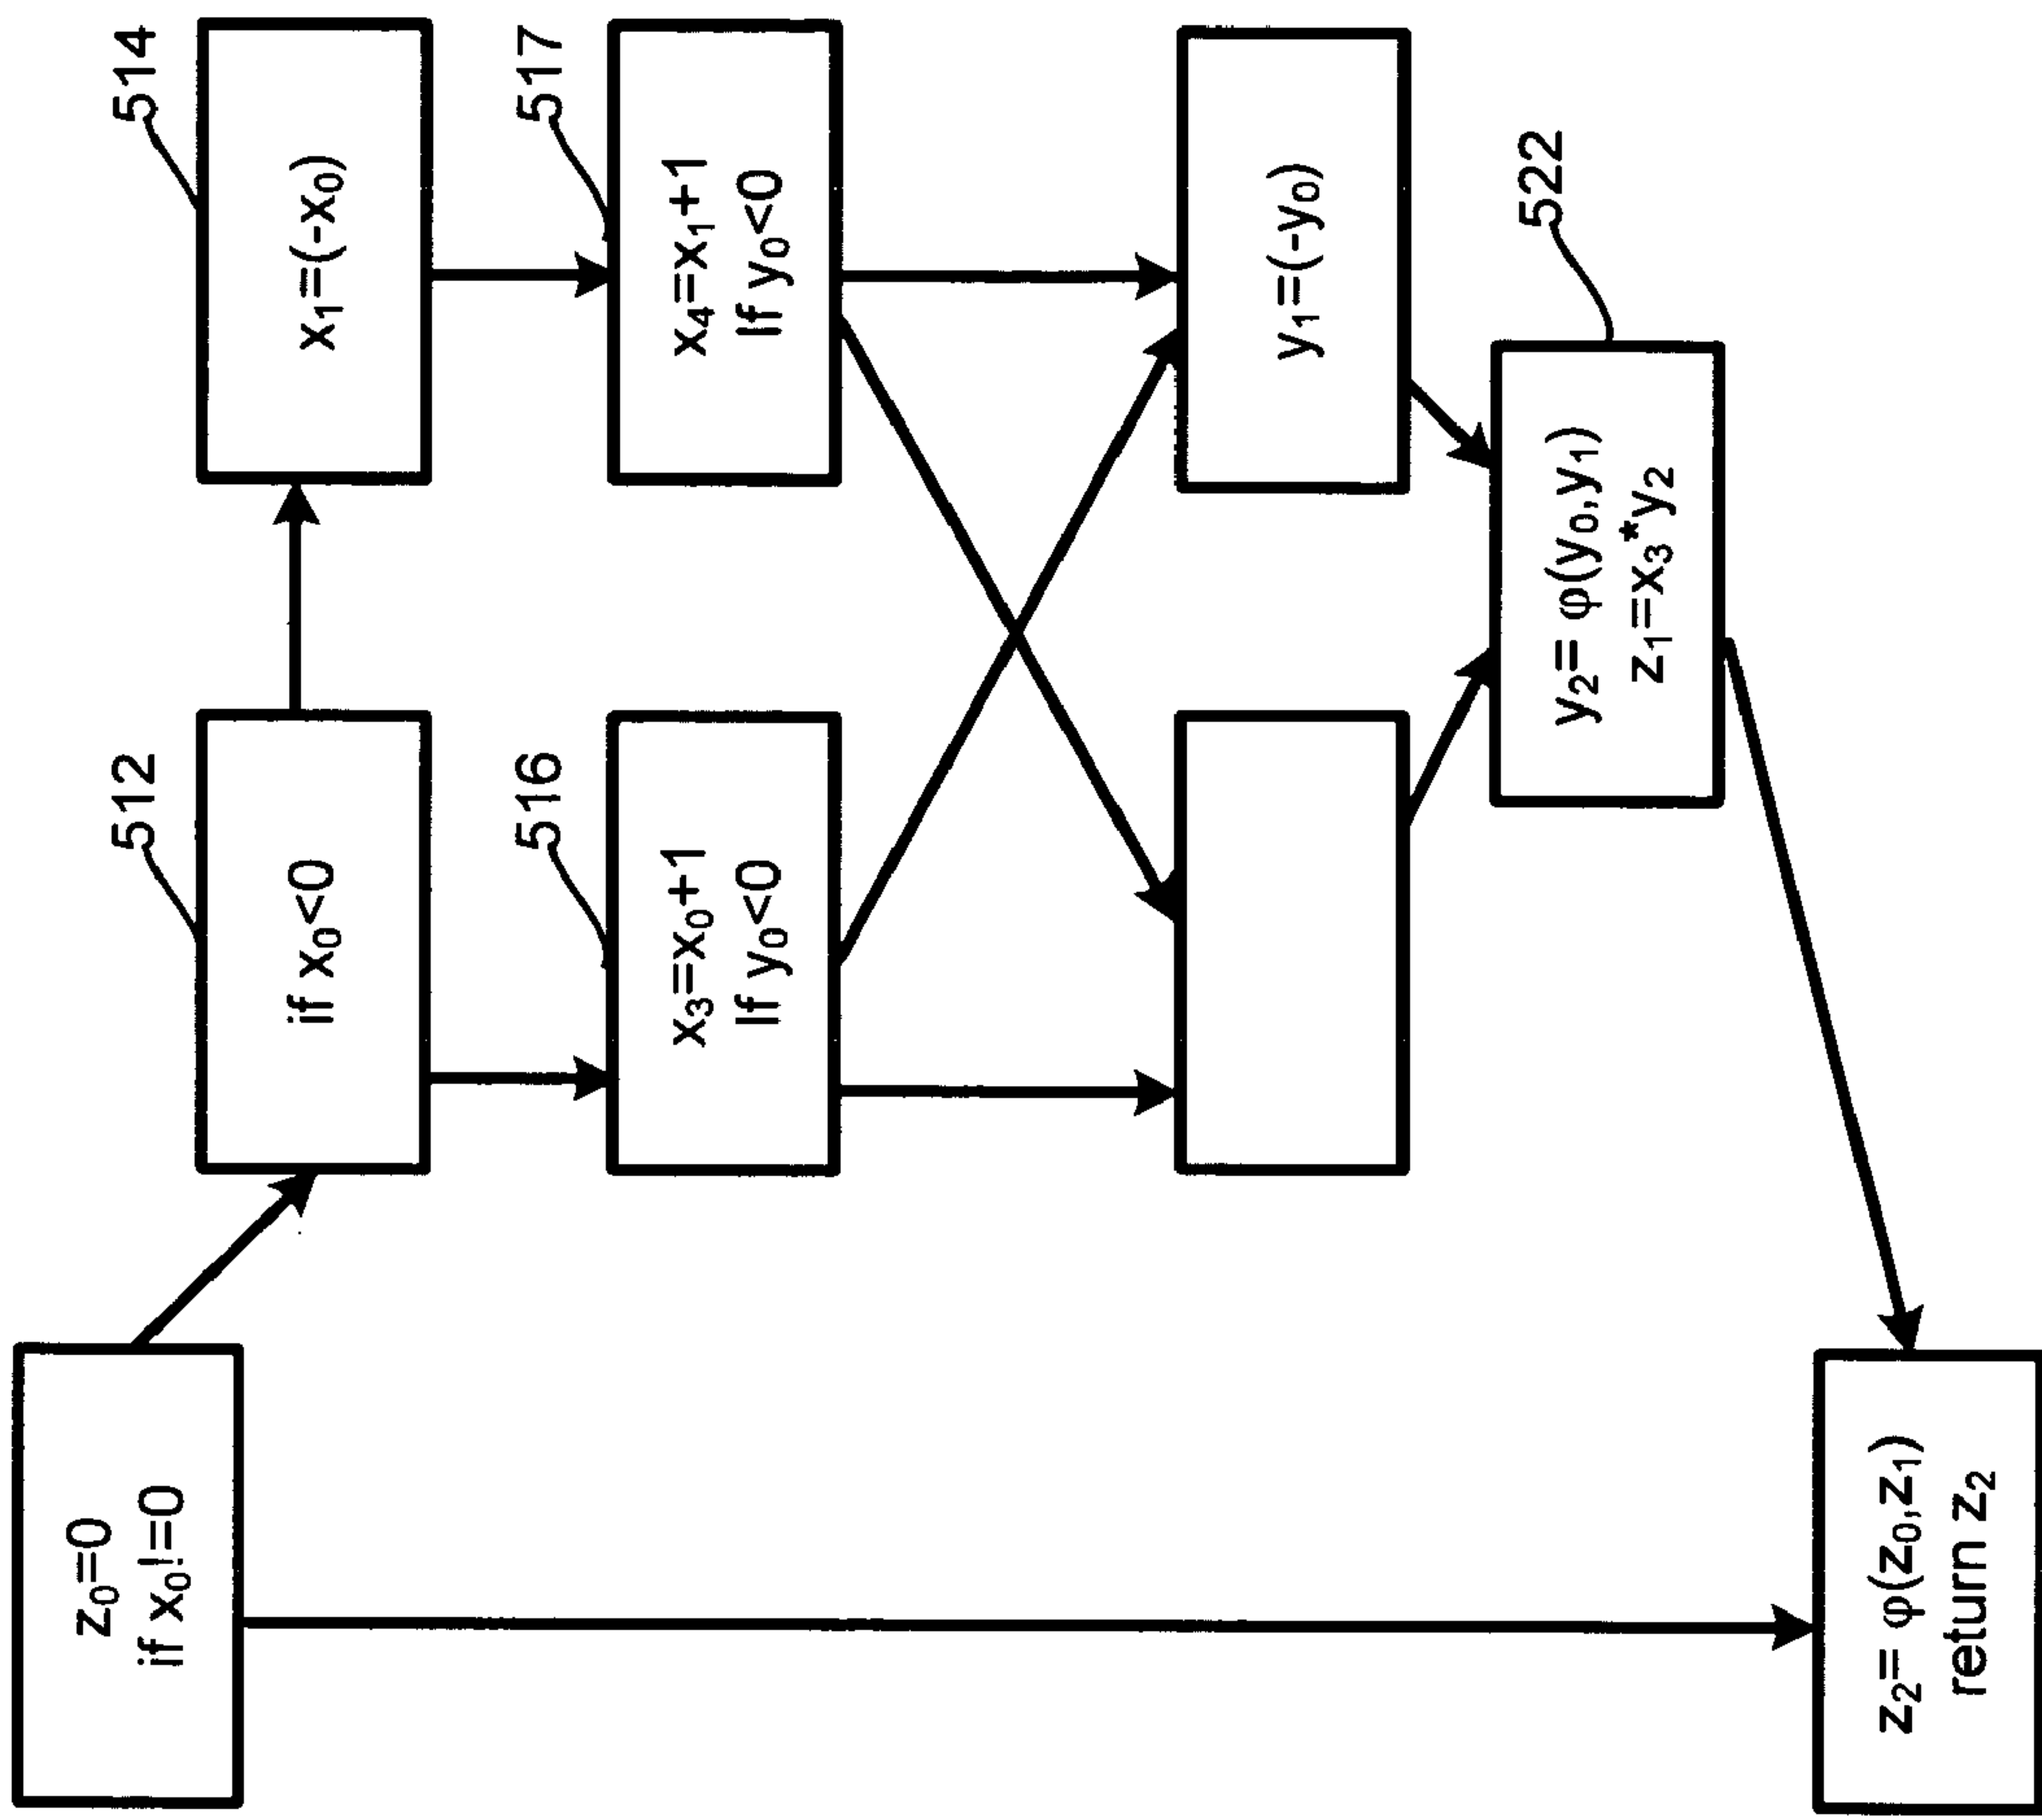 z₀=0
if x₀!=0
512
if x₀<0
514
x₁=(-x₀)
516
x₃=x₀+1
If y₀<0
517
x₄=x₁+1
If y₀<0
y₁=(-y₀)
522
y₂= φ(y₀,y₁)
z₁=x₃*y₂
z₂= φ(z₀,z₁)
return z₂